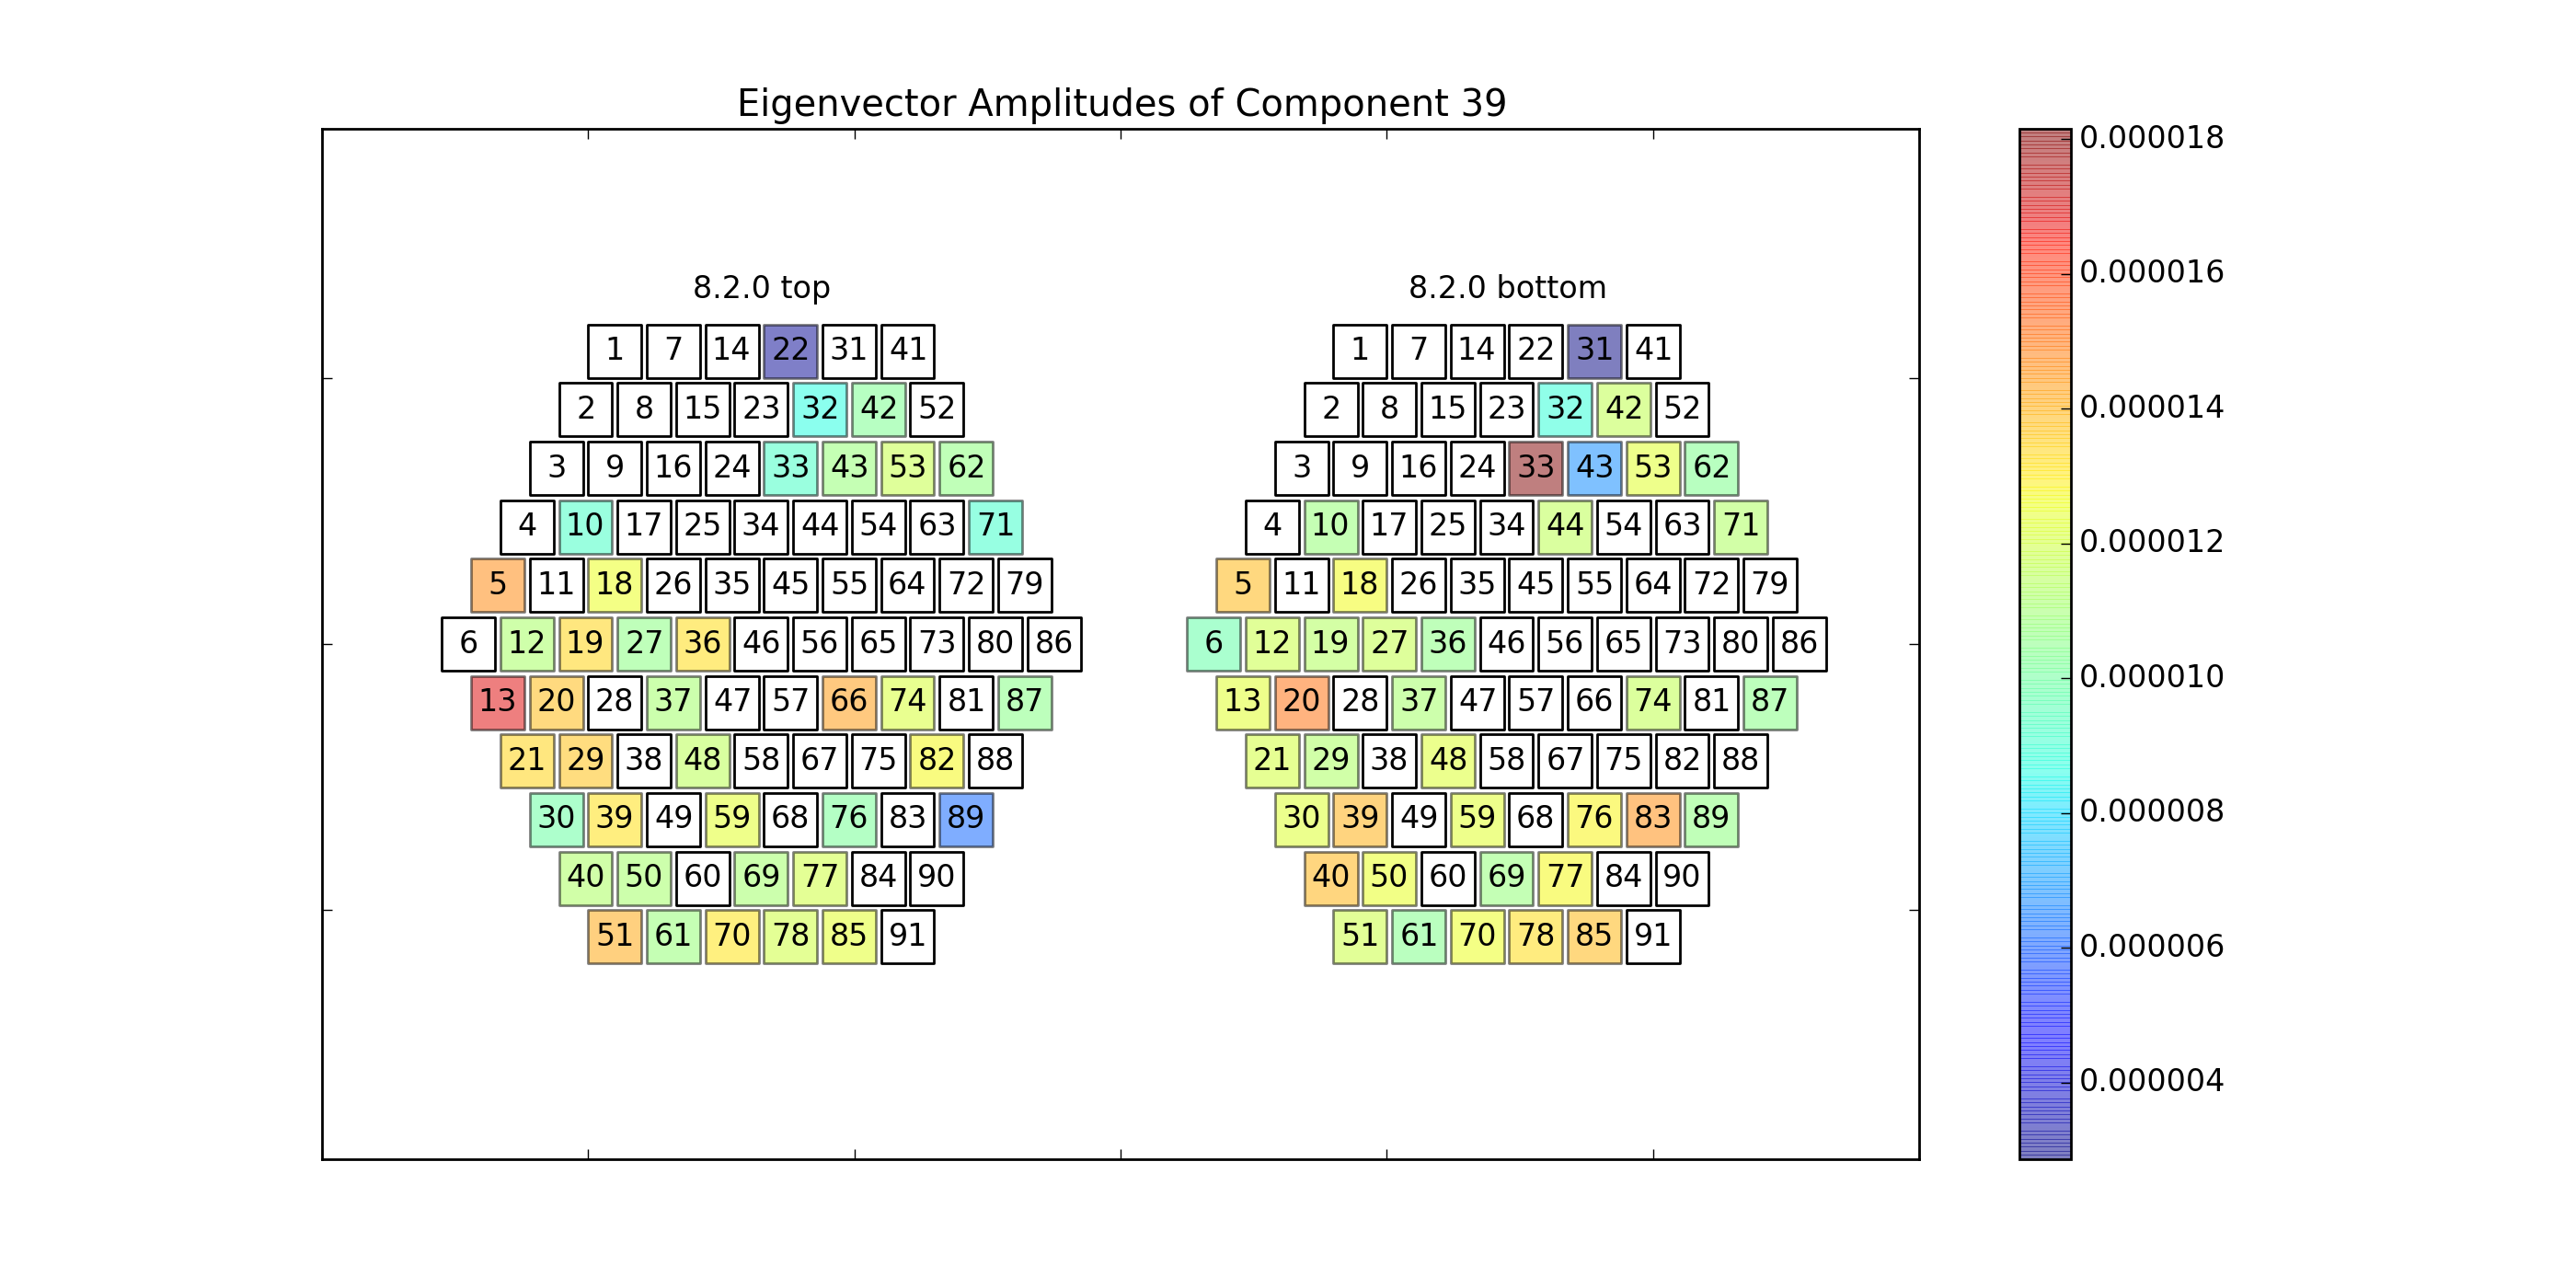 Eigenvector Amplitudes of Component 39
8.2.0 top
1 7 14 22 31 41
2 8 15 23 32 42 52
3 9 16 24 33 43 53 62
4 10 17 25 34 44 54 63 71
5 11 18 26 35 45 55 64 72 79
6 12 19 27 36 46 56 65 73 80 86
13 20 28 37 47 57 66 74 81 87
21 29 38 48 58 67 75 82 88
30 39 49 59 68 76 83 89
40 50 60 69 77 84 90
51 61 70 78 85 91
8.2.0 bottom
1 7 14 22 31 41
2 8 15 23 32 42 52
3 9 16 24 33 43 53 62
4 10 17 25 34 44 54 63 71
5 11 18 26 35 45 55 64 72 79
6 12 19 27 36 46 56 65 73 80 86
13 20 28 37 47 57 66 74 81 87
21 29 38 48 58 67 75 82 88
30 39 49 59 68 76 83 89
40 50 60 69 77 84 90
51 61 70 78 85 91
0.000018
0.000016
0.000014
0.000012
0.000010
0.000008
0.000006
0.000004